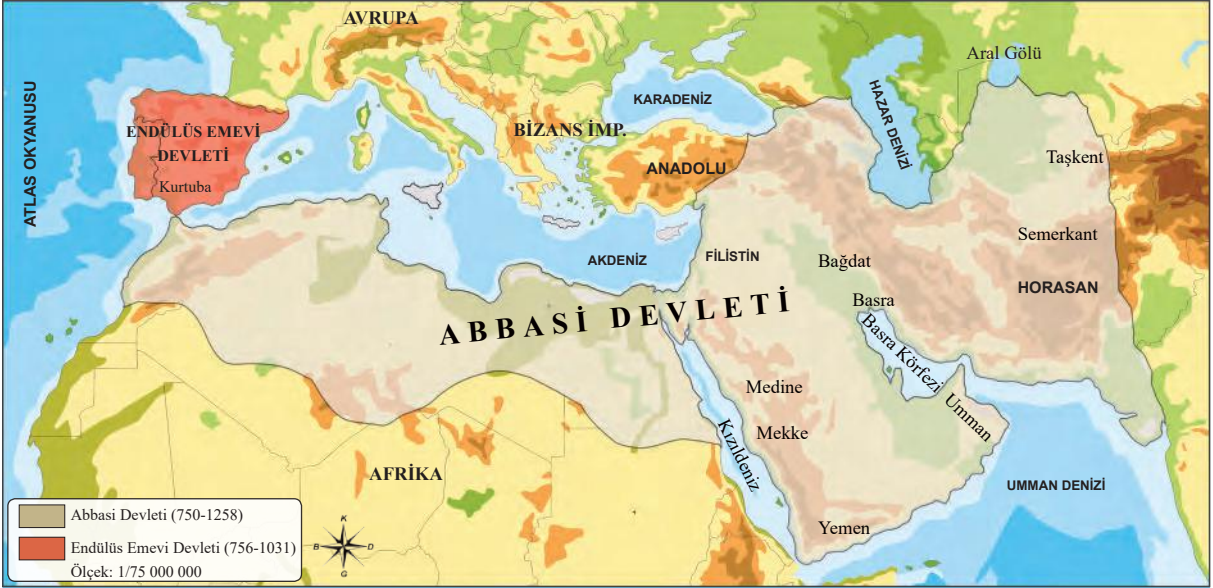 AVRUPA
Aral Gölü
ATLAS OKYANUSU
HAZAR DENİZİ
KARADENİZ
ENDÜLÜS EMEVİ
DEVLETİ
Kurtuba
BİZANS İMP.
ANADOLU
Taşkent
Semerkant
AKDENİZ
FİLİSTİN
Bağdat
HORASAN
ABBASİ DEVLETİ
Basra
Basra Körfezi
Medine
Umman
Mekke
Kızıldeniz
AFRİKA
UMMAN DENİZİ
Yemen
Abbasi Devleti (750-1258)
Endülüs Emevi Devleti (756-1031)
Ölçek: 1/75 000 000
K
B
D
G